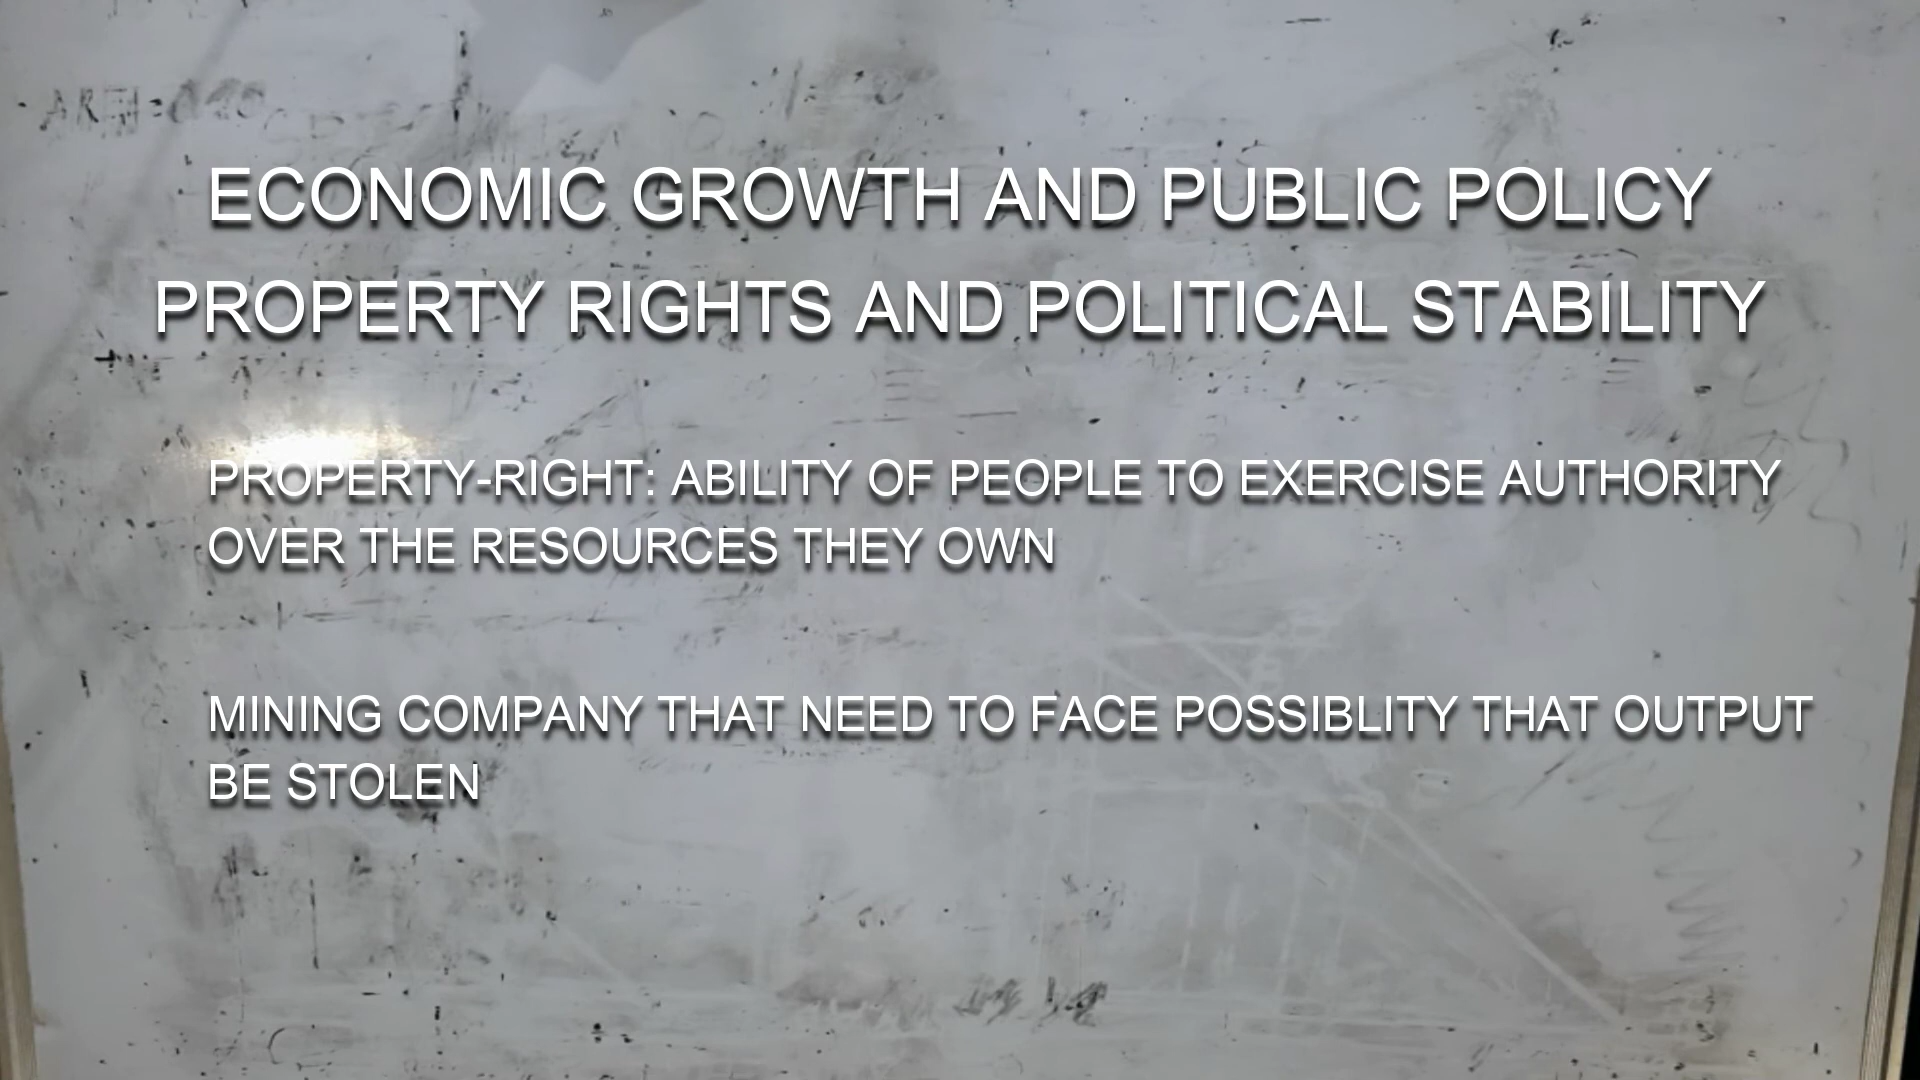 ECONOMIC GROWTH AND PUBLIC POLICY
PROPERTY RIGHTS AND POLITICAL STABILITY
PROPERTY-RIGHT: ABILITY OF PEOPLE TO EXERCISE AUTHORITY
OVER THE RESOURCES THEY OWN
MINING COMPANY THAT NEED TO FACE POSSIBLITY THAT OUTPUT
BE STOLEN